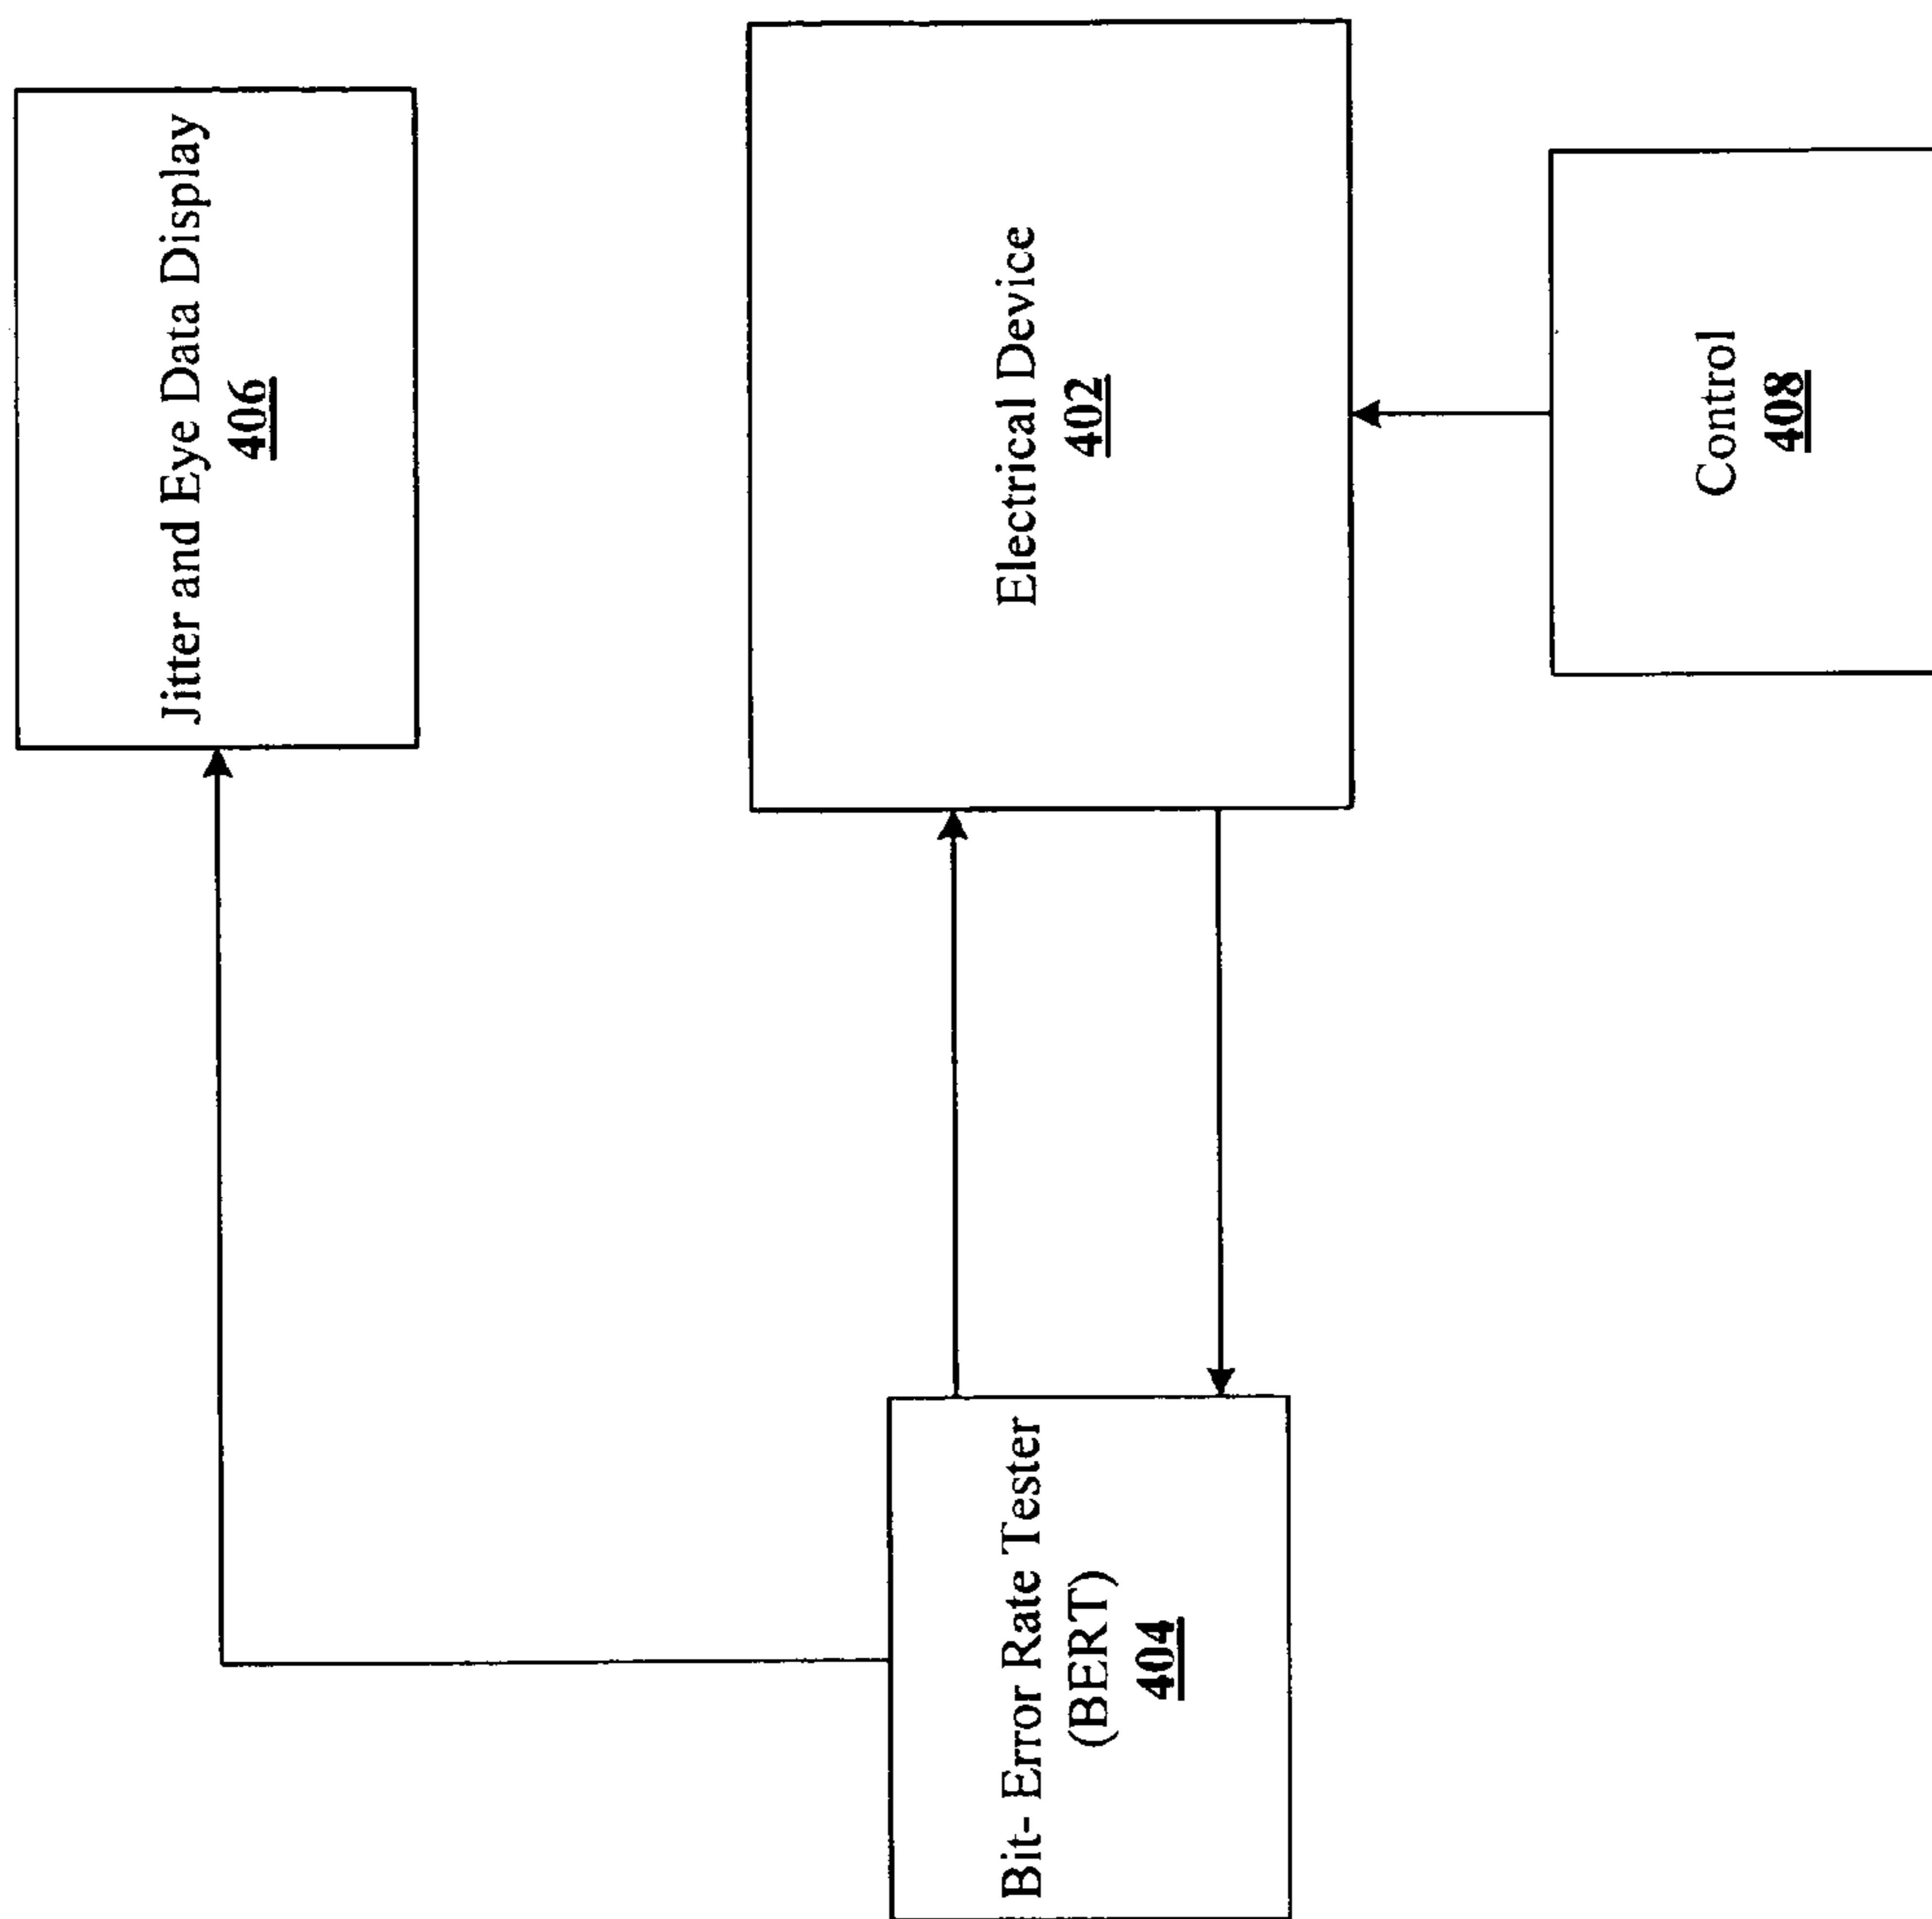 Jitter and Eye Data Display
406
Electrical Device
402
Control
408
Bit- Error Rate Tester
(BERT)
404